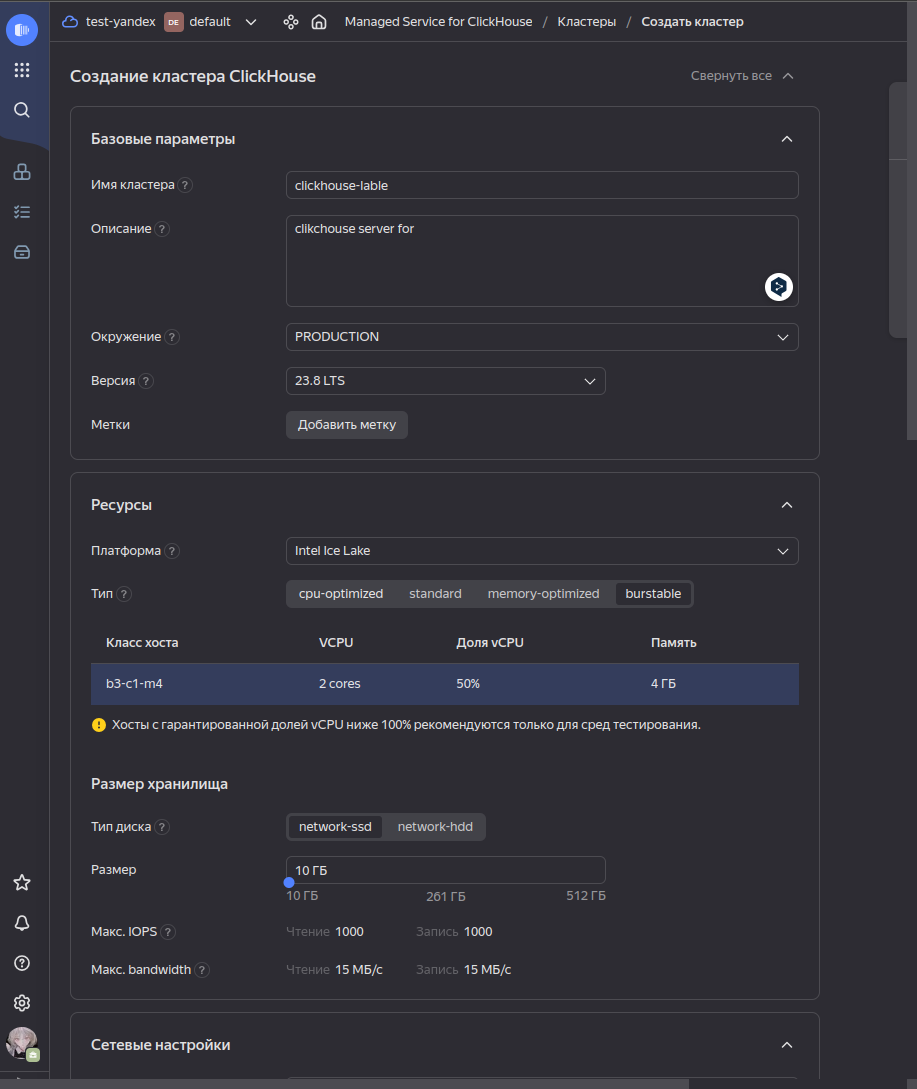 test-yandex DE default Managed Service for ClickHouse / Кластеры / Создать кластер
Создание кластера ClickHouse Свернуть все
Базовые параметры
Имя кластера ? clickhouse-lable
Описание ? clikchouse server for
Окружение ? PRODUCTION
Версия ? 23.8 LTS
Метки Добавить метку
Ресурсы
Платформа ? Intel Ice Lake
Тип ? cpu-optimized standard memory-optimized burstable
Класс хоста VCPU Доля vCPU Память
b3-c1-m4 2 cores 50% 4 ГБ
Хосты с гарантированной долей vCPU ниже 100% рекомендуются только для сред тестирования.
Размер хранилища
Тип диска ? network-ssd network-hdd
Размер 10 ГБ
10 ГБ 261 ГБ 512 ГБ
Макс. IOPS ? Чтение 1000 Запись 1000
Макс. bandwidth ? Чтение 15 МБ/с Запись 15 МБ/с
Сетевые настройки